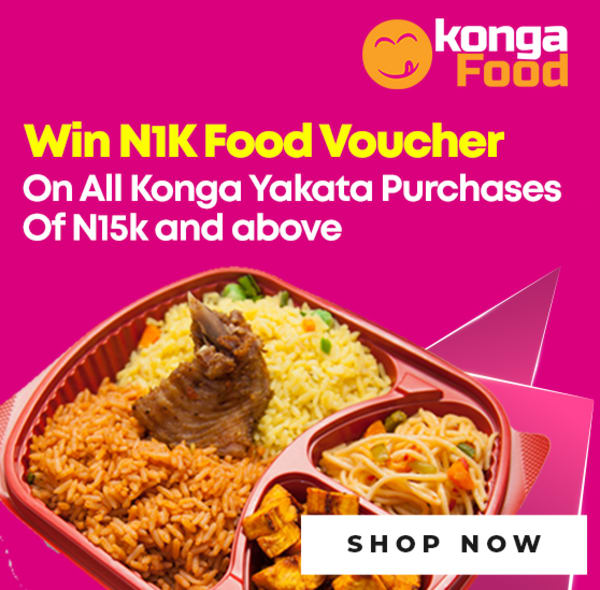 konga
Food
Win N1K Food Voucher
On All Konga Yakata Purchases
Of N15k and above
SHOP NOW